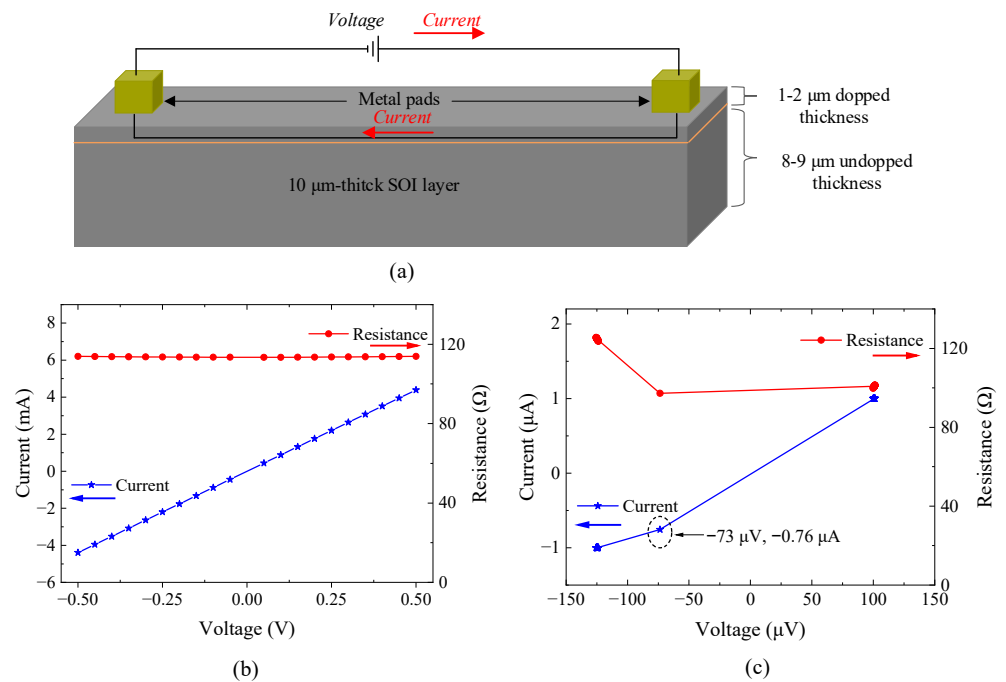 Voltage
Current
Metal pads
Current
1-2 μm dopped
thickness
8-9 μm undopped
thickness
10 μm-thitck SOI layer
(a)
Current (mA)
8
6
4
2
0
−2
−4
−6
Resistance
Current
120
80
40
0
Resistance (Ω)
−0.50
−0.25
0.00
0.25
0.50
Voltage (V)
(b)
Current (μA)
2
1
0
−1
Resistance
Current
−73 μV, −0.76 μA
120
80
40
0
Resistance (Ω)
−150
−100
−50
0
50
100
150
Voltage (μV)
(c)